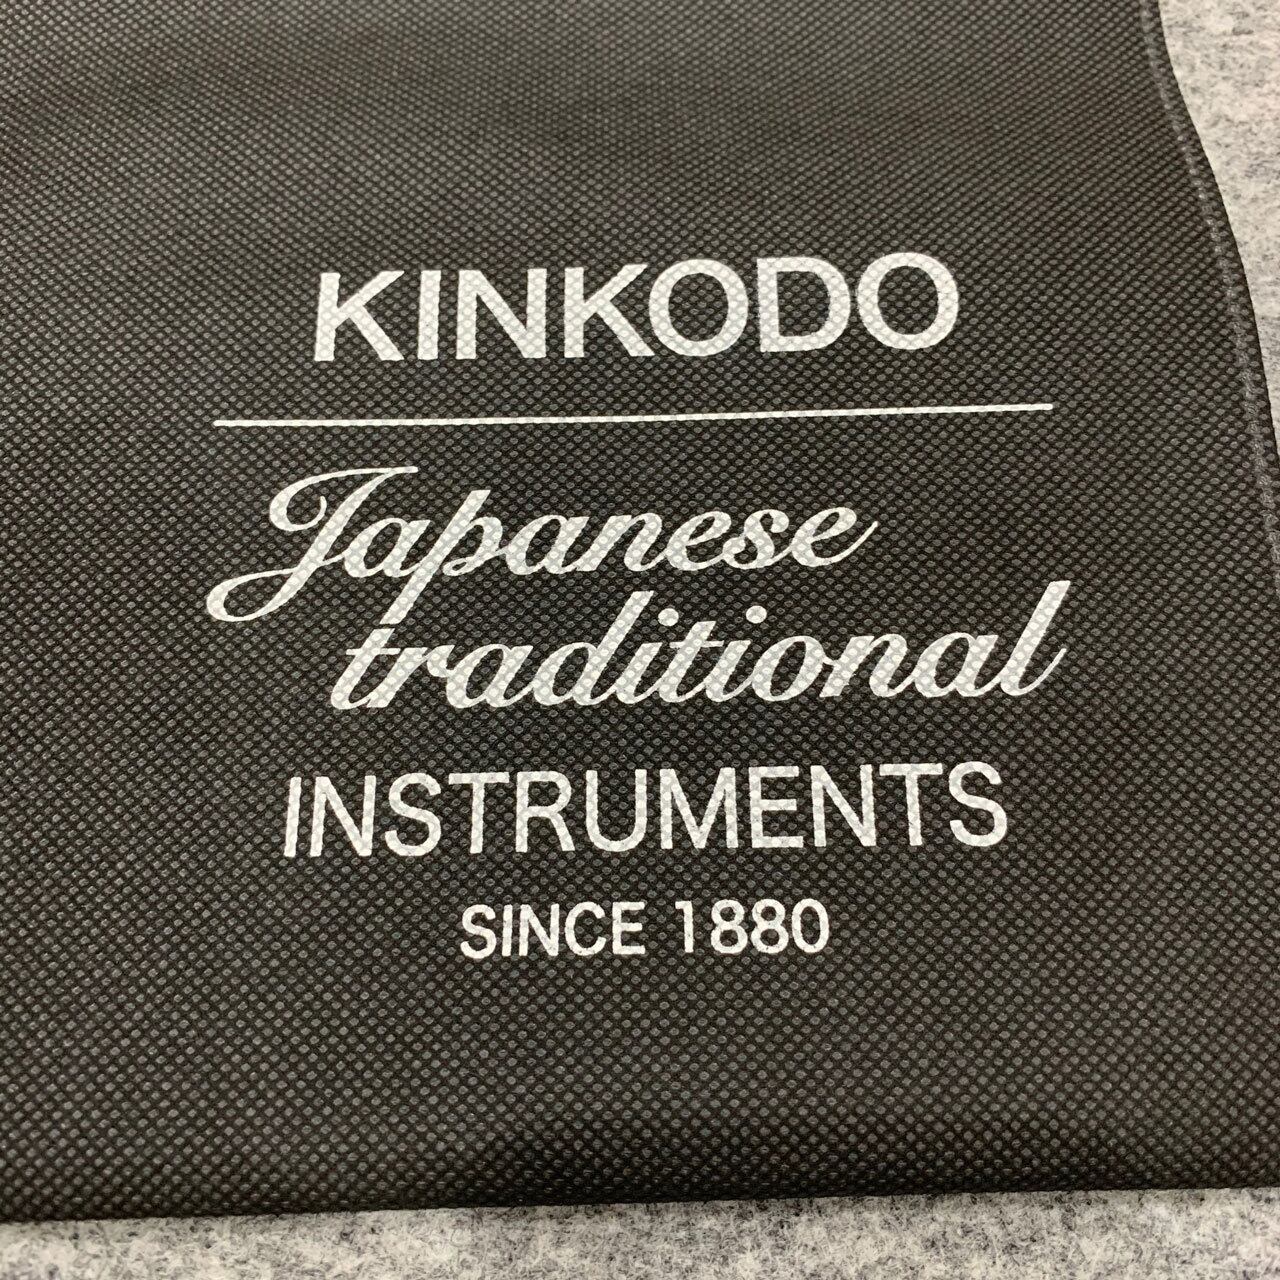 KINKODO
Japanese
traditional
INSTRUMENTS
SINCE 1880